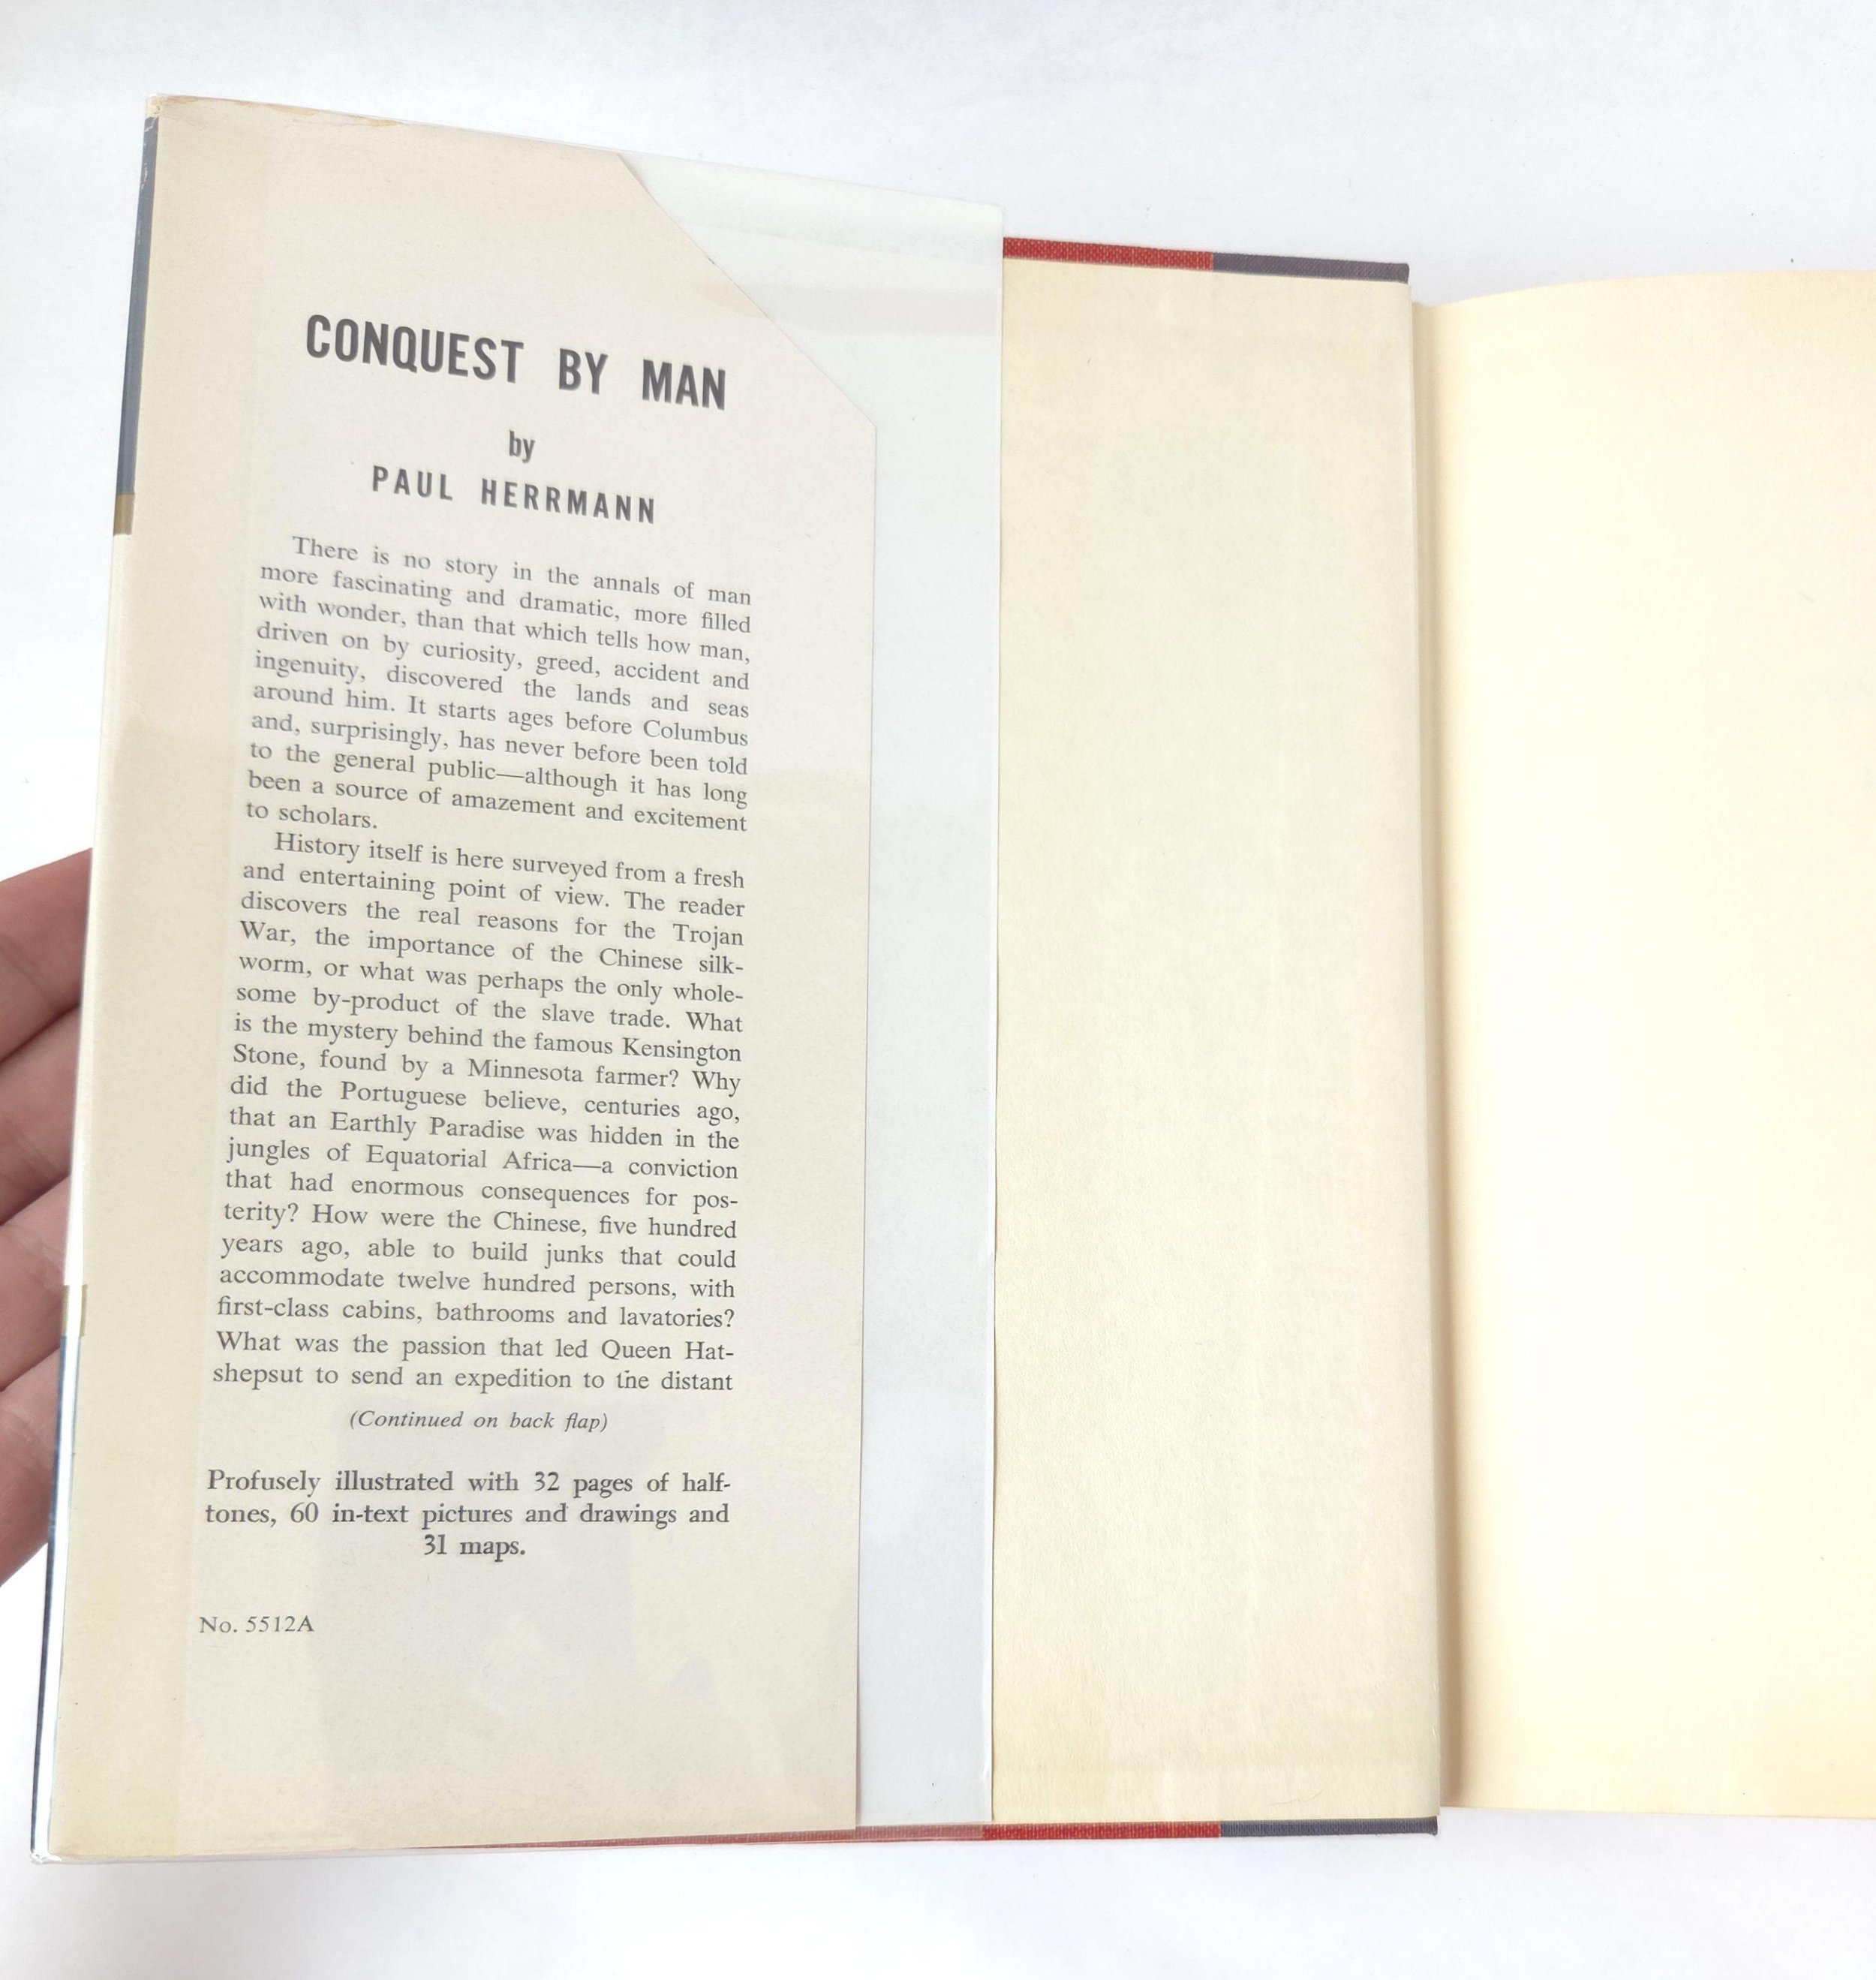 CONQUEST BY MAN
by
PAUL HERRMANN
There is no story in the annals of man
more fascinating and dramatic, more filled
with wonder, than that which tells how man,
driven on by curiosity, greed, accident and
ingenuity, discovered the lands and seas
around him. It starts ages before Columbus
and, surprisingly, has never before been told
to the general public—although it has long
been a source of amazement and excitement
to scholars.
History itself is here surveyed from a fresh
and entertaining point of view. The reader
discovers the real reasons for the Trojan
War, the importance of the Chinese silk-
worm, or what was perhaps the only whole-
some by-product of the slave trade. What
is the mystery behind the famous Kensington
Stone, found by a Minnesota farmer? Why
did the Portuguese believe, centuries ago,
that an Earthly Paradise was hidden in the
jungles of Equatorial Africa—a conviction
that had enormous consequences for pos-
terity? How were the Chinese, five hundred
years ago, able to build junks that could
accommodate twelve hundred persons, with
first-class cabins, bathrooms and lavatories?
What was the passion that led Queen Hat-
shepsut to send an expedition to the distant
(Continued on back flap)
Profusely illustrated with 32 pages of half-
tones, 60 in-text pictures and drawings and
31 maps.
No. 5512A